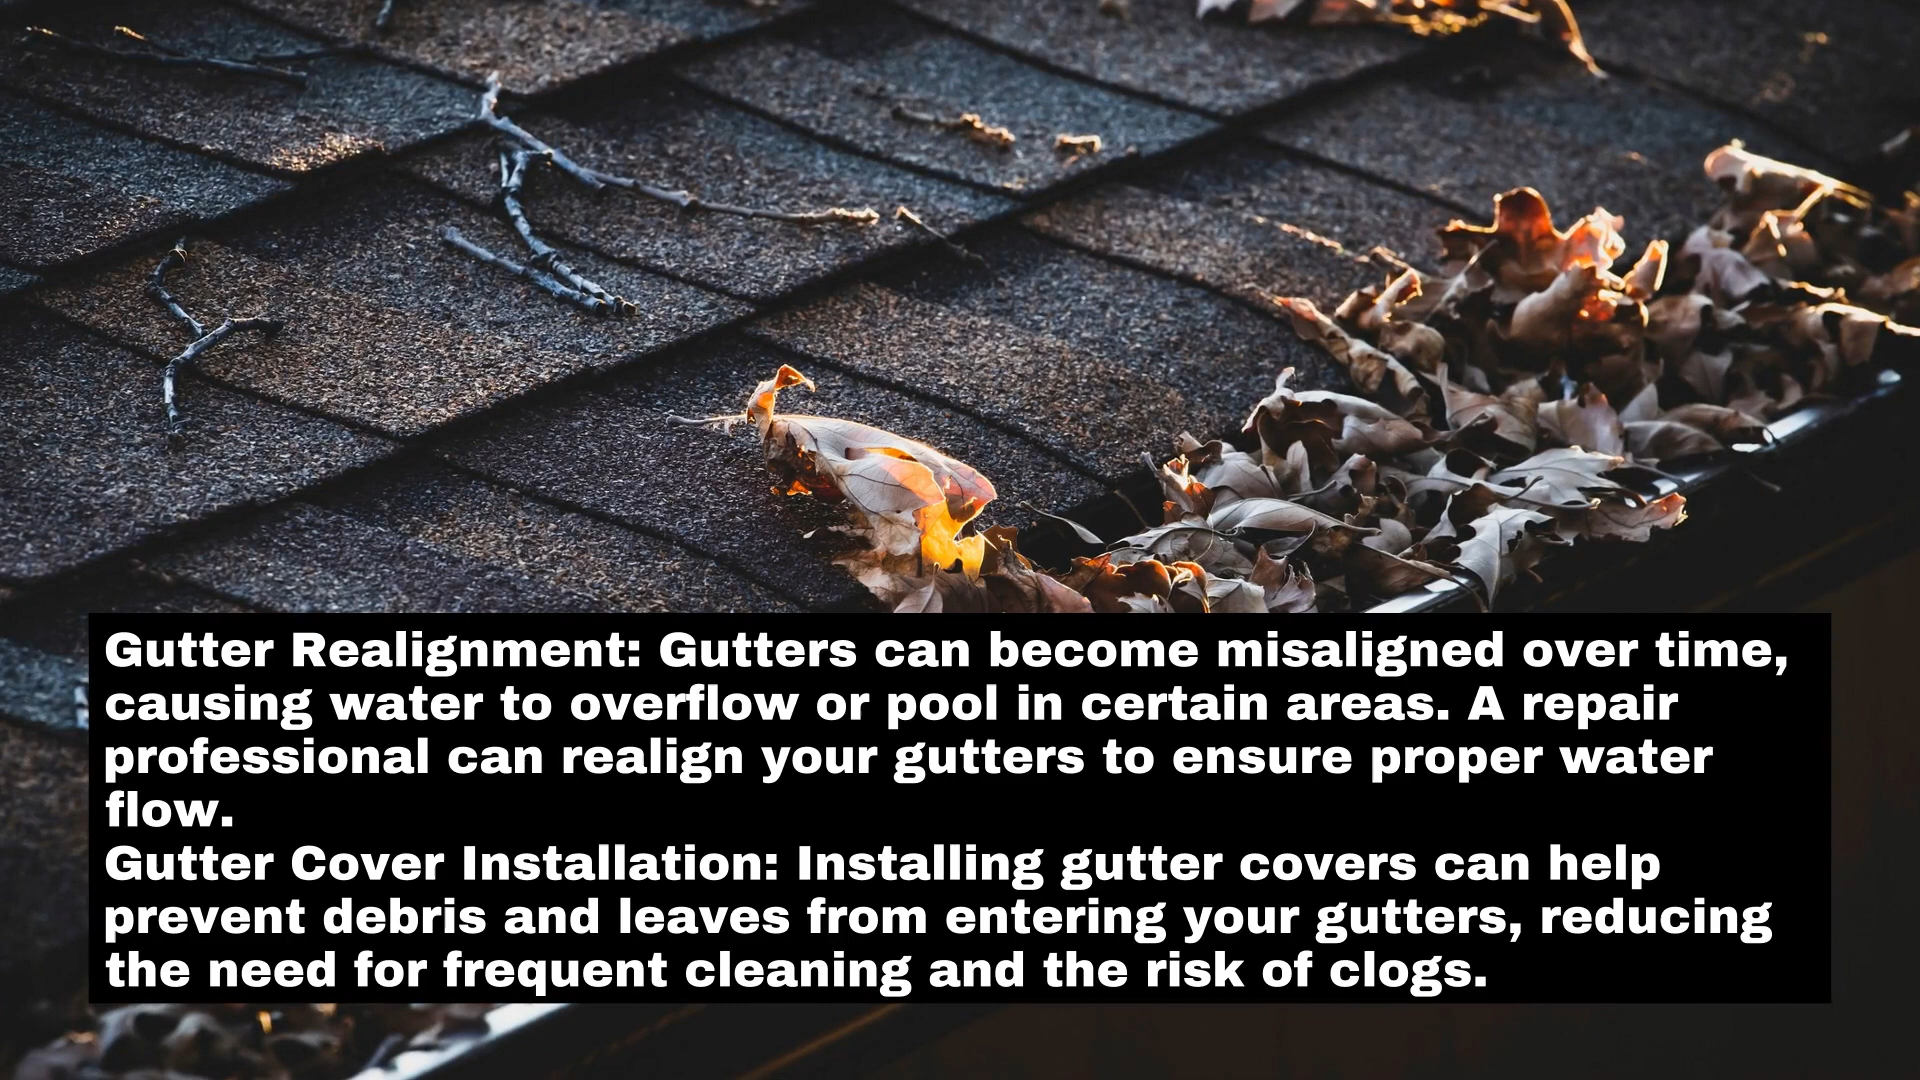 Gutter Realignment: Gutters can become misaligned over time,
causing water to overflow or pool in certain areas. A repair
professional can realign your gutters to ensure proper water
flow.
Gutter Cover Installation: Installing gutter covers can help
prevent debris and leaves from entering your gutters, reducing
the need for frequent cleaning and the risk of clogs.